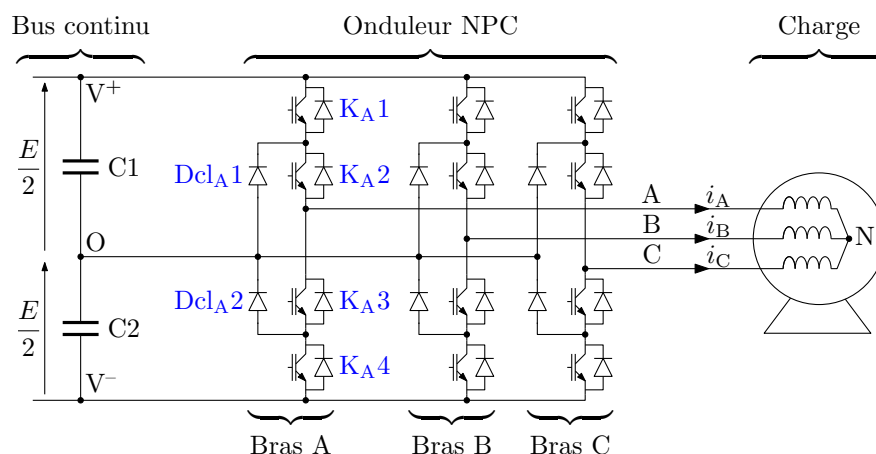 Bus continu
Onduleur NPC
Charge
V+
K_A1
E/2
C1
Dcl_A1
K_A2
A
i_A
B
i_B
N
O
C
i_C
Dcl_A2
K_A3
E/2
C2
K_A4
V−
Bras A
Bras B
Bras C